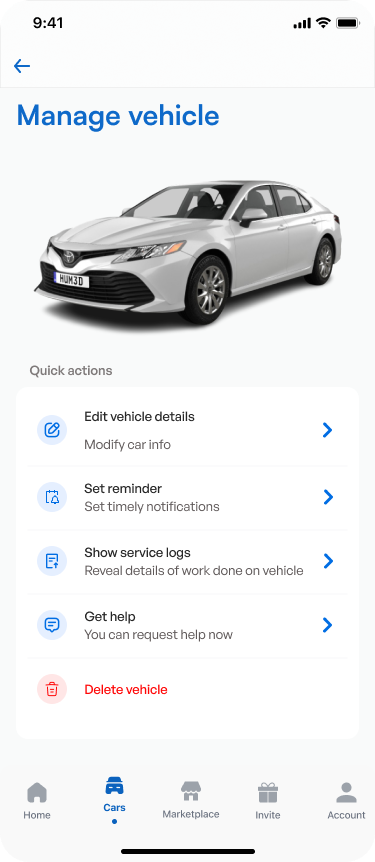 9:41
Manage vehicle
HUM3D
Quick actions
Edit vehicle details
Modify car info
Set reminder
Set timely notifications
Show service logs
Reveal details of work done on vehicle
Get help
You can request help now
Delete vehicle
Home
Cars
Marketplace
Invite
Account